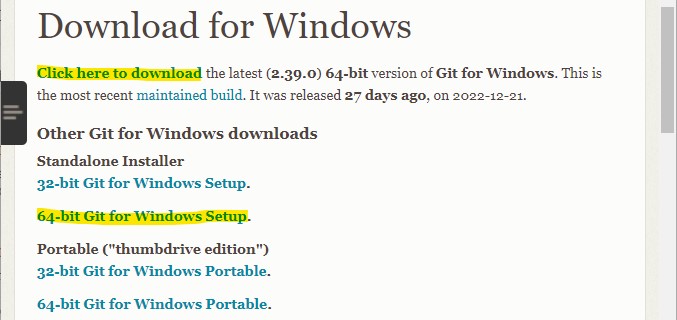 Download for Windows
Click here to download the latest (2.39.0) 64-bit version of Git for Windows. This is
the most recent maintained build. It was released 27 days ago, on 2022-12-21.
Other Git for Windows downloads
Standalone Installer
32-bit Git for Windows Setup.
64-bit Git for Windows Setup.
Portable ("thumbdrive edition")
32-bit Git for Windows Portable.
64-bit Git for Windows Portable.